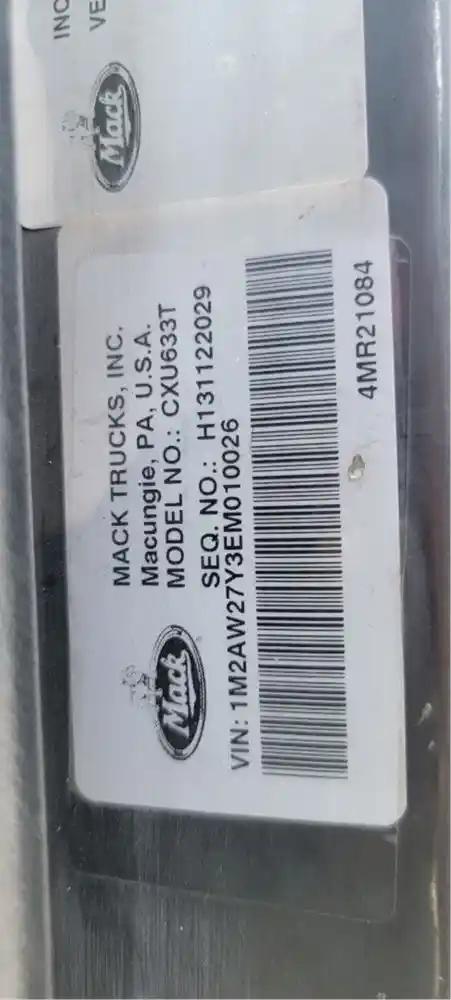 INC
VE
Mack
MACK TRUCKS, INC.
Macungie, PA, U.S.A.
MODEL NO.: CXU633T
SEQ. NO.: H131122029
Mack
VIN: 1M2AW27Y3EM010026
4MR21084